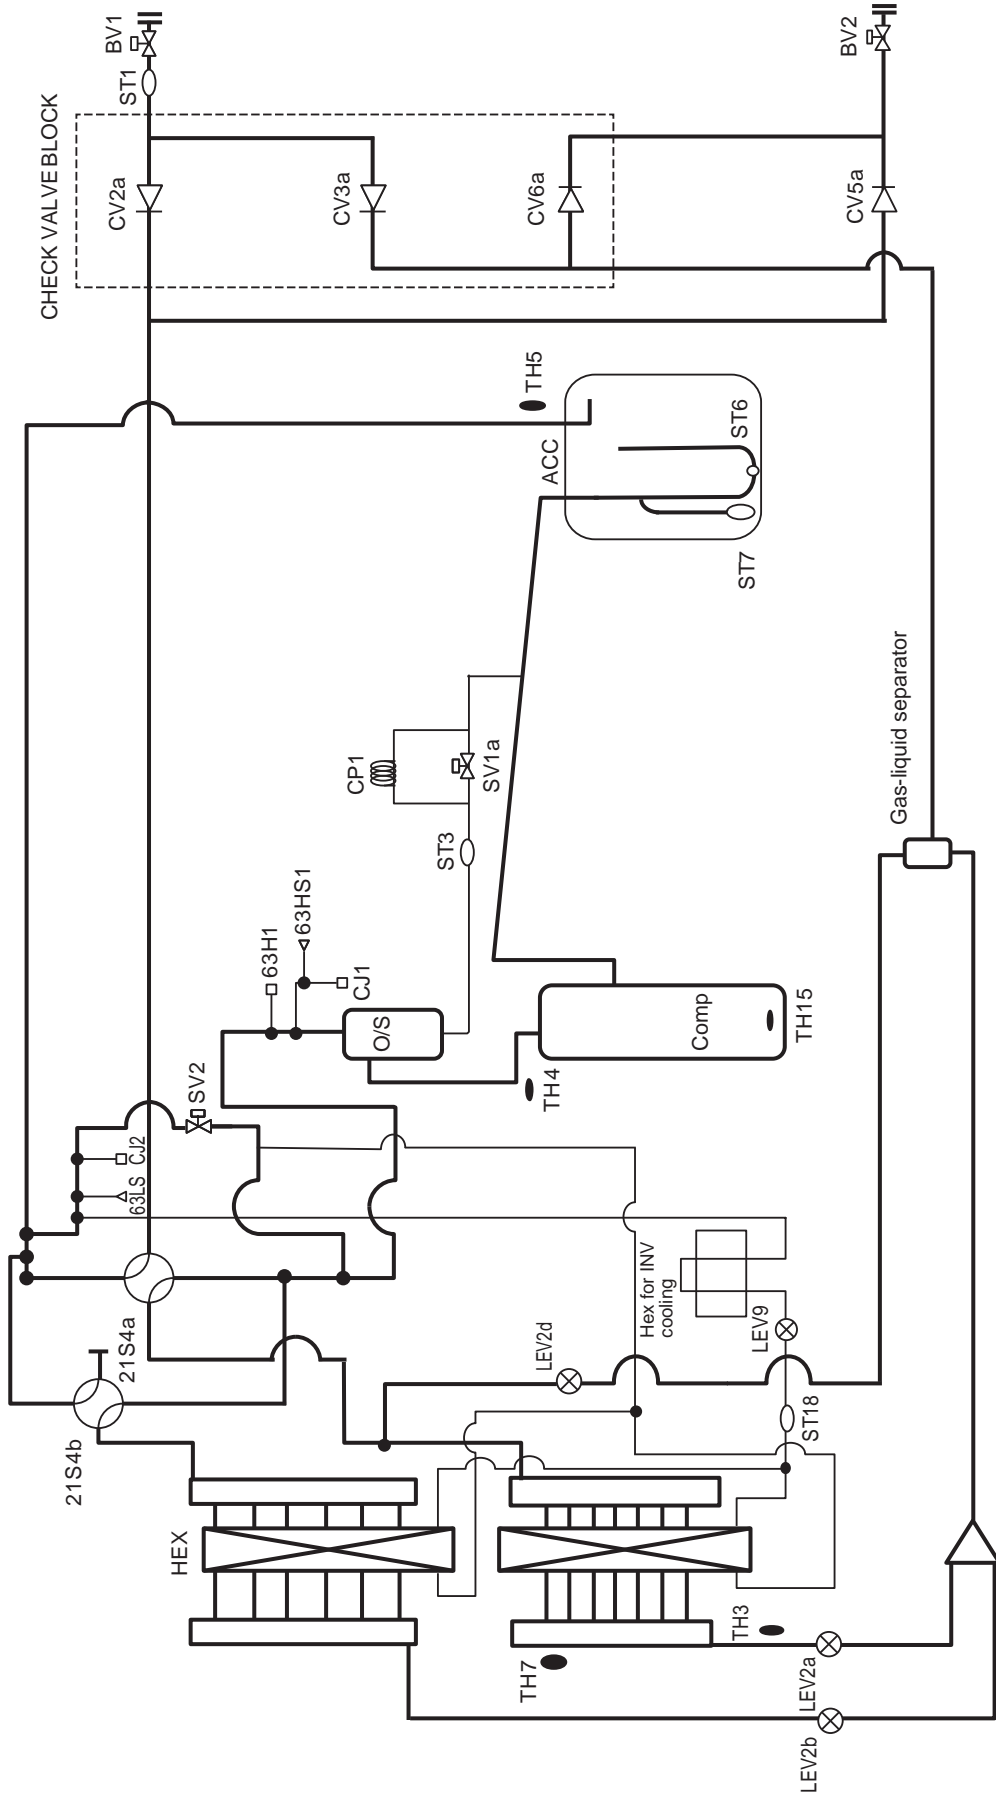 BV1
ST1
BV2
CHECK VALVE BLOCK
CV2a
CV3a
CV6a
CV5a
TH5
ACC
ST6
ST7
CP1
SV1a
ST3
Gas-liquid separator
63H1
63HS1
CJ1
O/S
Comp
TH15
TH4
SV2
CJ2
63LS
21S4a
Hex for INV
cooling
LEV9
LEV2d
21S4b
ST18
HEX
TH7
TH3
LEV2a
LEV2b